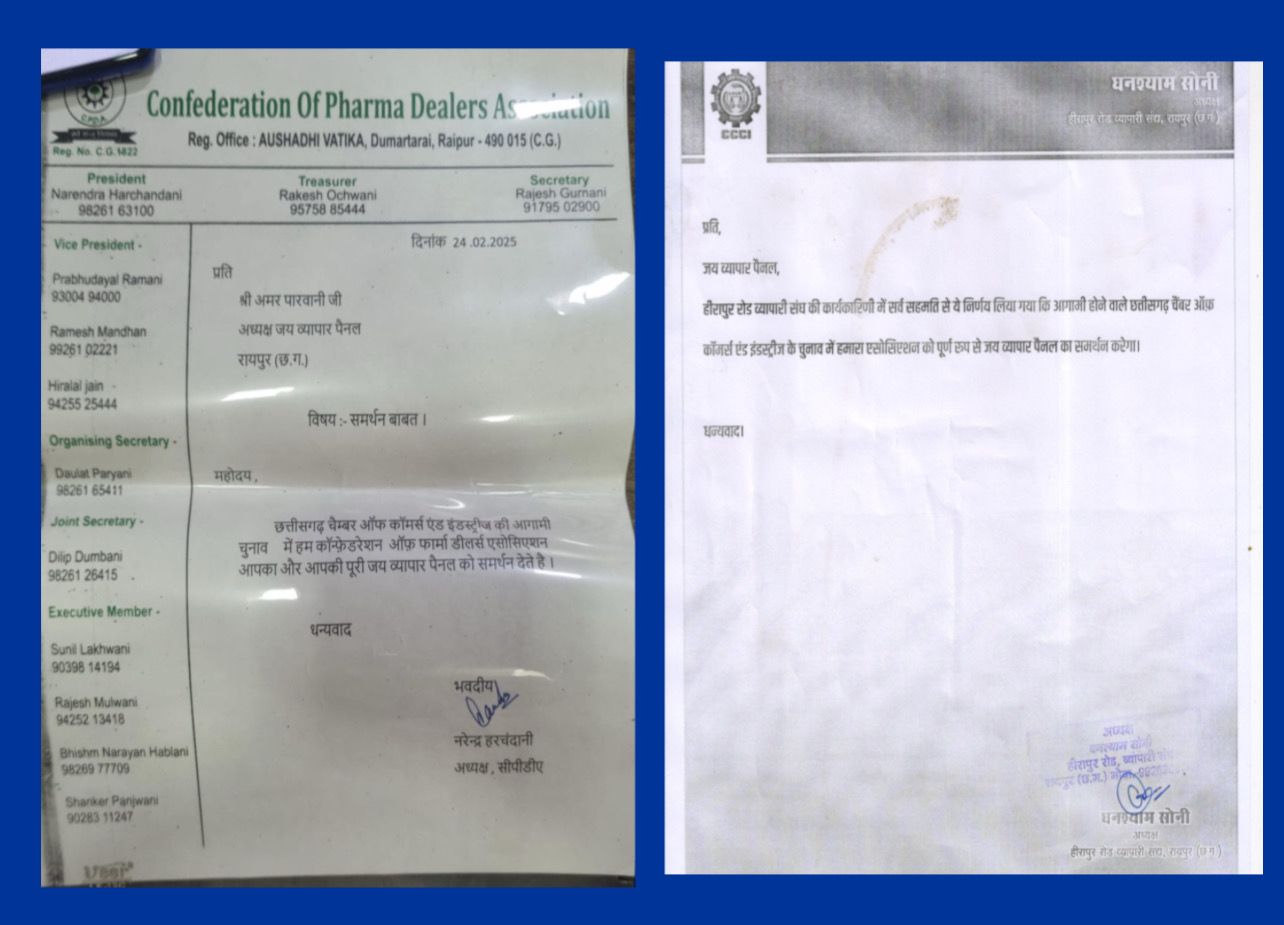 C.P.D.A.
Reg. No. C.G.1822
Confederation Of Pharma Dealers Association
Reg. Office : AUSHADHI VATIKA, Dumartarai, Raipur - 490 015 (C.G.)
President
Narendra Harchandani
98261 63100
Treasurer
Rakesh Ochwani
95758 85444
Secretary
Rajesh Gurnani
91795 02900
Vice President -
Prabhudayal Ramani
93004 94000
Ramesh Mandhan
99261 02221
Hiralal jain -
94255 25444
Organising Secretary -
Daulat Paryani
98261 65411
Joint Secretary -
Dilip Dumbani
98261 26415
Executive Member -
Sunil Lakhwani
90398 14194
Rajesh Mulwani
94252 13418
Bhishm Narayan Hablani
98269 77709
Shanker Panjwani
90283 11247
दिनांक 24 .02.2025
प्रति
श्री अमर पारवानी जी
अध्यक्ष जय व्यापार पैनल
रायपुर (छ.ग.)
विषय :- समर्थन बाबत ।
महोदय,
छत्तीसगढ़ चैम्बर ऑफ कॉमर्स एंड इंडस्ट्रीज की आगामी
चुनाव में हम कॉन्फ़ेडरेशन ऑफ़ फार्मा डीलर्स एसोसिएशन
आपका और आपकी पूरी जय व्यापार पैनल को समर्थन देते है ।
धन्यवाद
भवदीय
नरेन्द्र हरचंदानी
अध्यक्ष , सीपीडीए
CCCI
घनश्याम सोनी
अध्यक्ष
हीरापुर रोड व्यापारी संघ, रायपुर (छ.ग.)
प्रति,
जय व्यापार पैनल,
हीरापुर रोड व्यापारी संघ की कार्यकारिणी में सर्व सहमति से ये निर्णय लिया गया कि आगामी होने वाले छत्तीसगढ़ चैंबर ऑफ़
कॉमर्स एंड इंडस्ट्रीज के चुनाव में हमारा एसोसिएशन को पूर्ण रूप से जय व्यापार पैनल का समर्थन करेगा।
धन्यवाद।
अध्यक्ष
घनश्याम सोनी
हीरापुर रोड, व्यापारी संघ
रायपुर (छ.ग.) मोबा.
घनश्याम सोनी
अध्यक्ष
हीरापुर रोड व्यापारी संघ, रायपुर (छ.ग.)